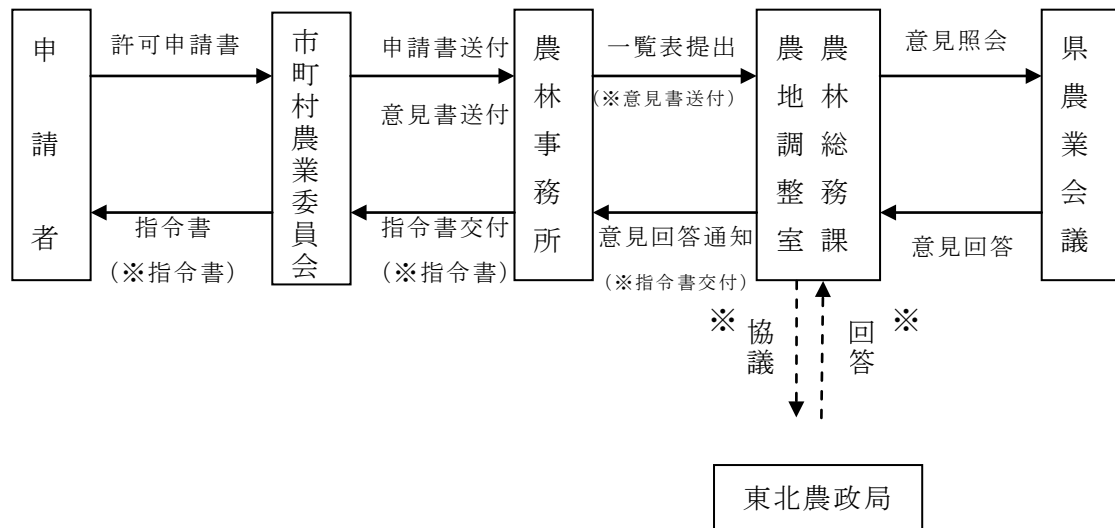 申請者
許可申請書
指令書
(※指令書)
市町村農業委員会
申請書送付
意見書送付
指令書交付
(※指令書)
農林事務所
一覧表提出
(※意見書送付)
意見回答通知
(※指令書交付)
農林総務課
農地調整室
意見照会
意見回答
県農業会議
※
協議
回答
※
東北農政局